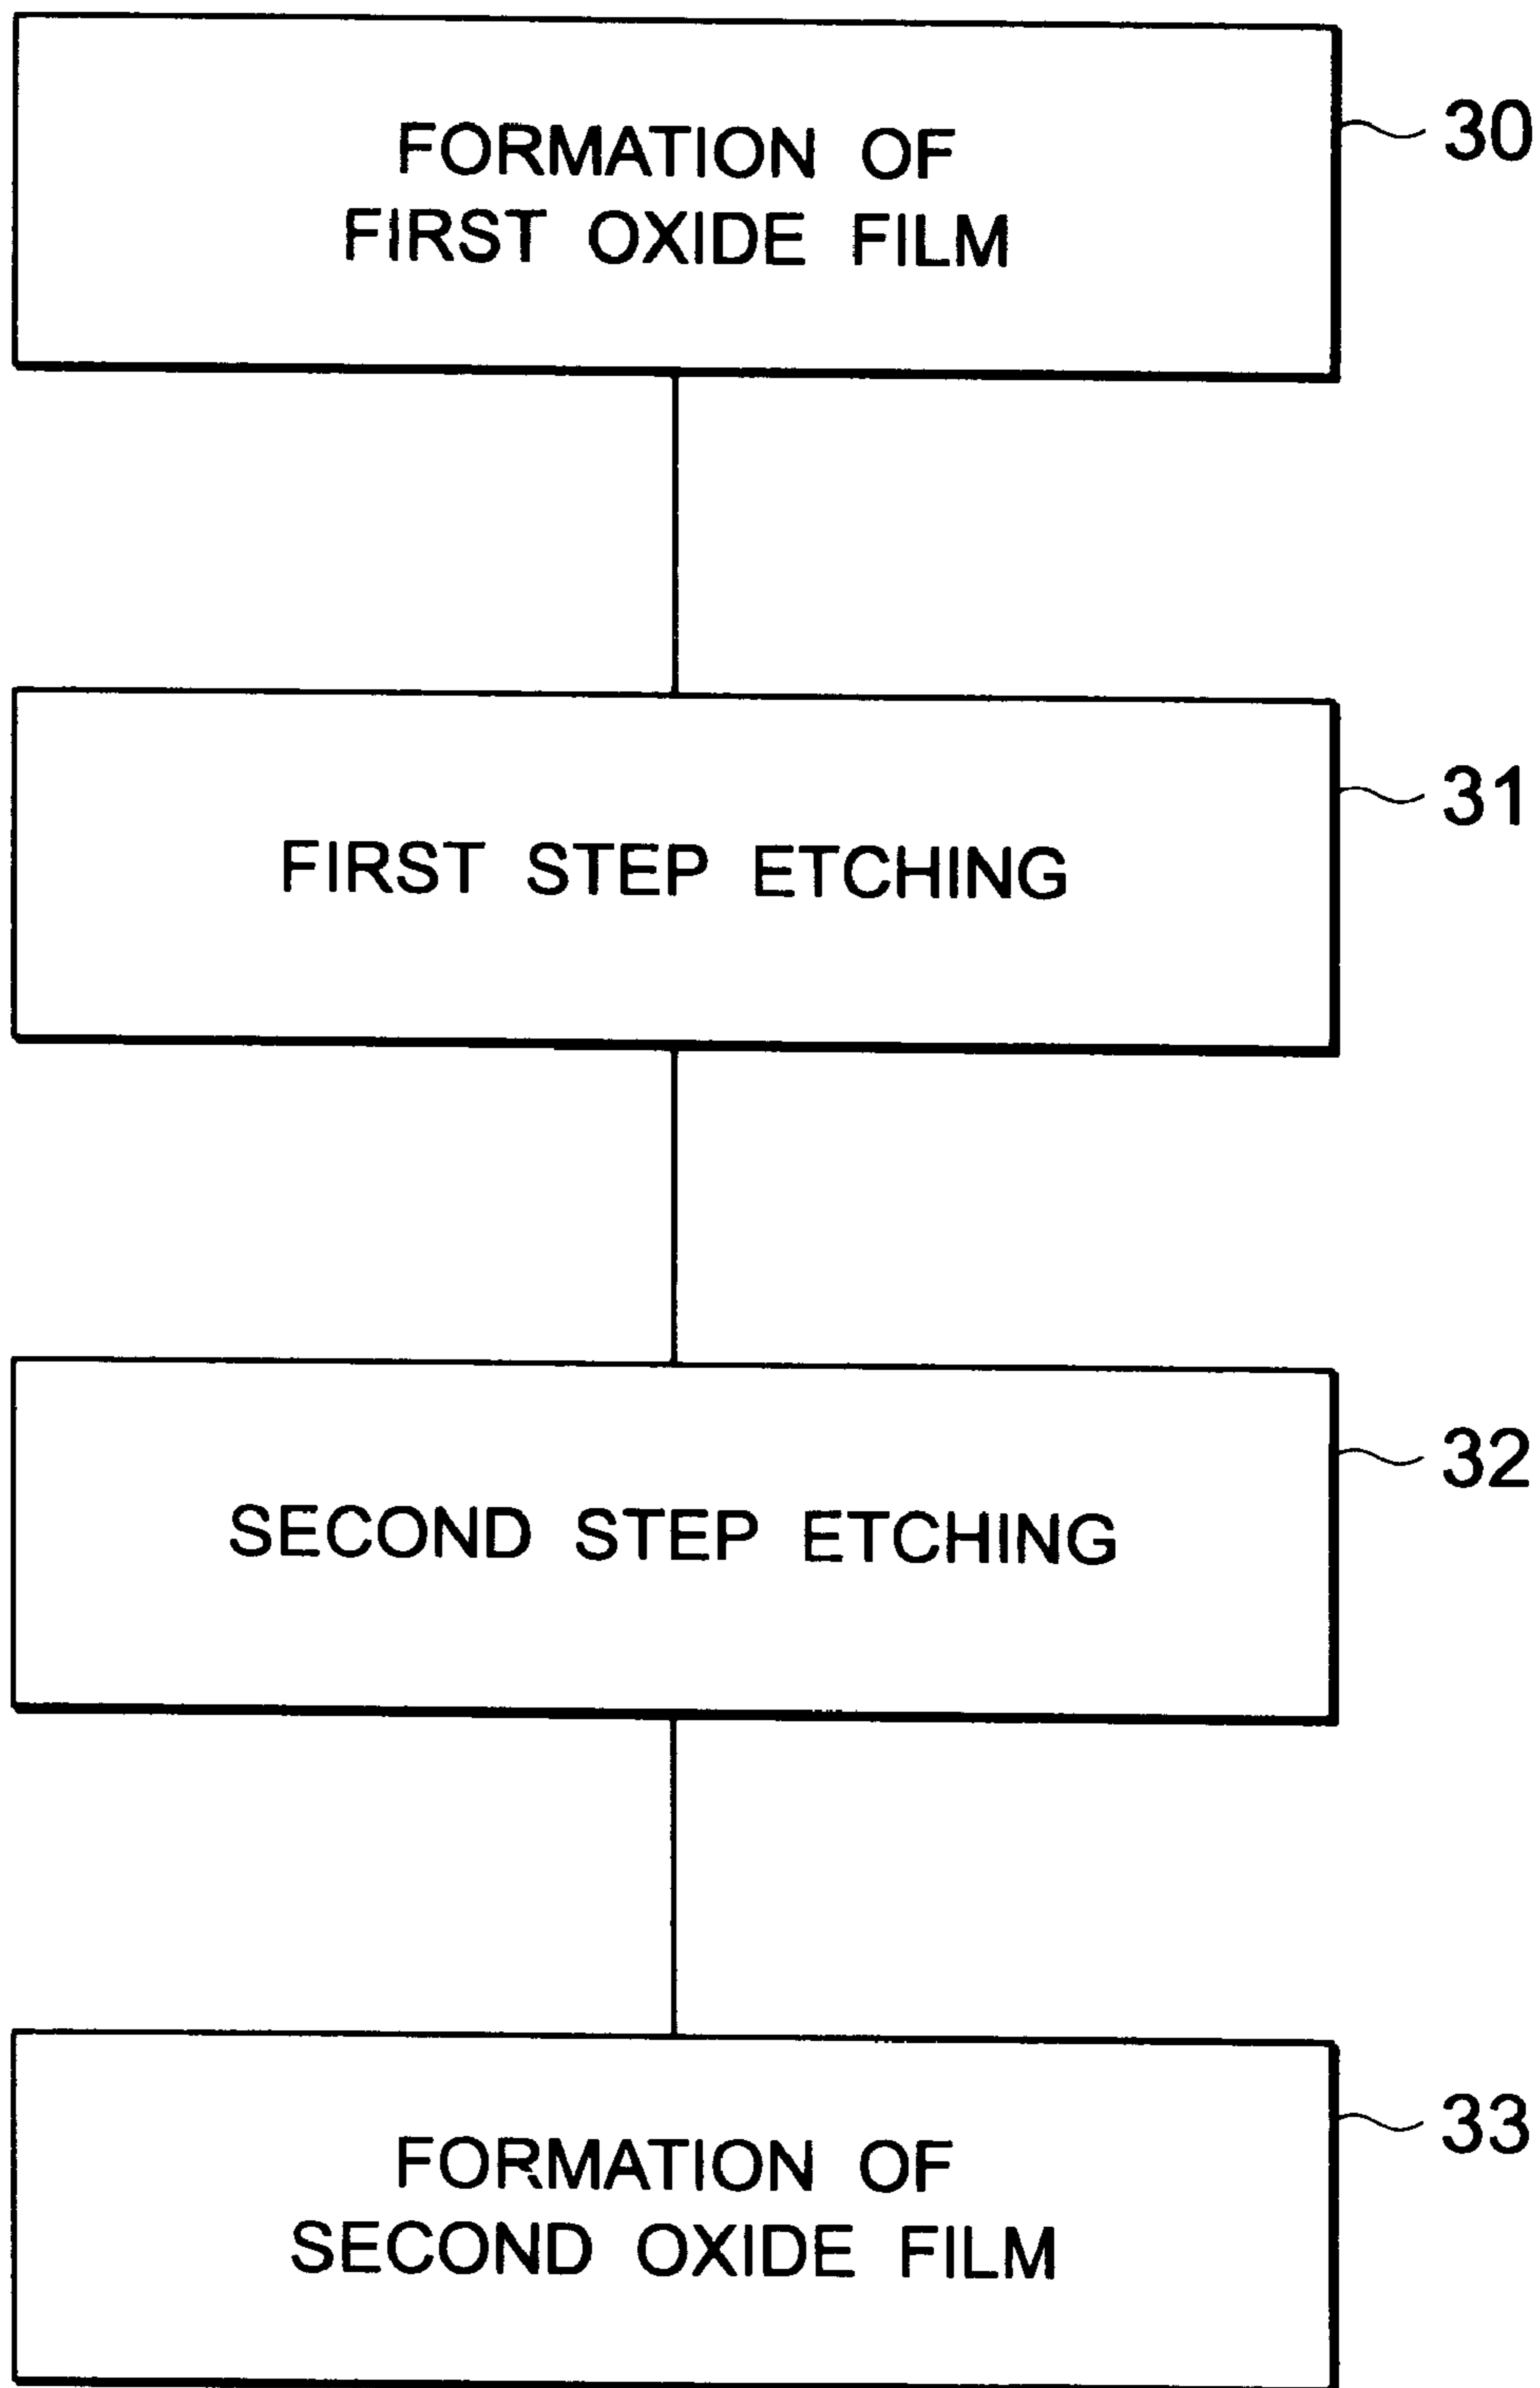 FORMATION OF
FIRST OXIDE FILM
30
FIRST STEP ETCHING
31
SECOND STEP ETCHING
32
FORMATION OF
SECOND OXIDE FILM
33